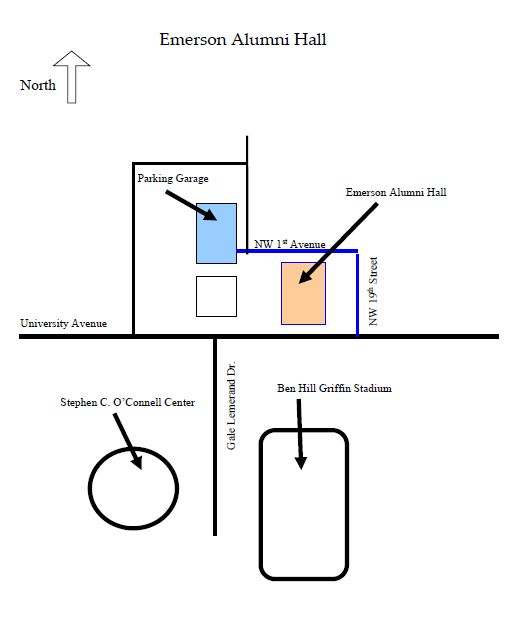 Emerson Alumni Hall
North
Parking Garage
Emerson Alumni Hall
NW 1st Avenue
NW 19th Street
University Avenue
Gale Lemerand Dr.
Ben Hill Griffin Stadium
Stephen C. O’Connell Center